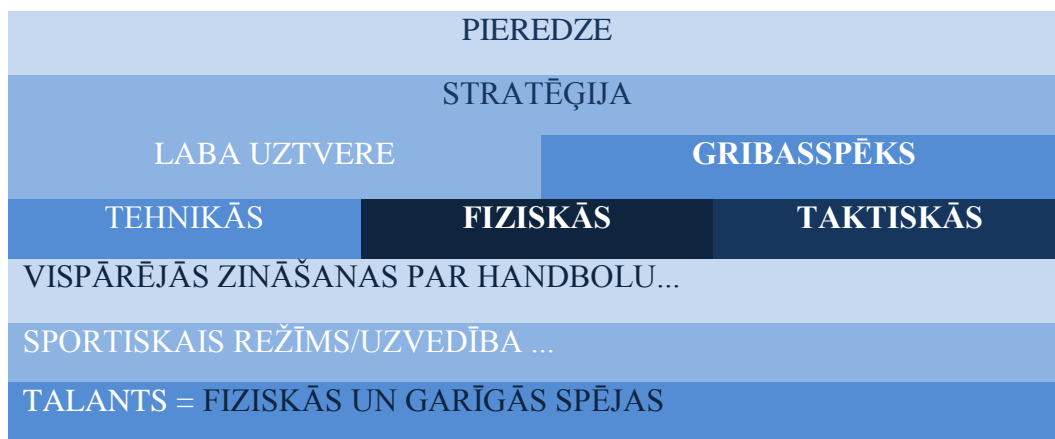 PIEREDZE
STRATĒĢIJA
LABA UZTVERE GRIBASSPĒKS
TEHNIKĀS FIZISKĀS TAKTISKĀS
VISPĀRĒJĀS ZINĀŠANAS PAR HANDBOLU...
SPORTISKAIS REŽĪMS/UZVEDĪBA ...
TALANTS = FIZISKĀS UN GARĪGĀS SPĒJAS